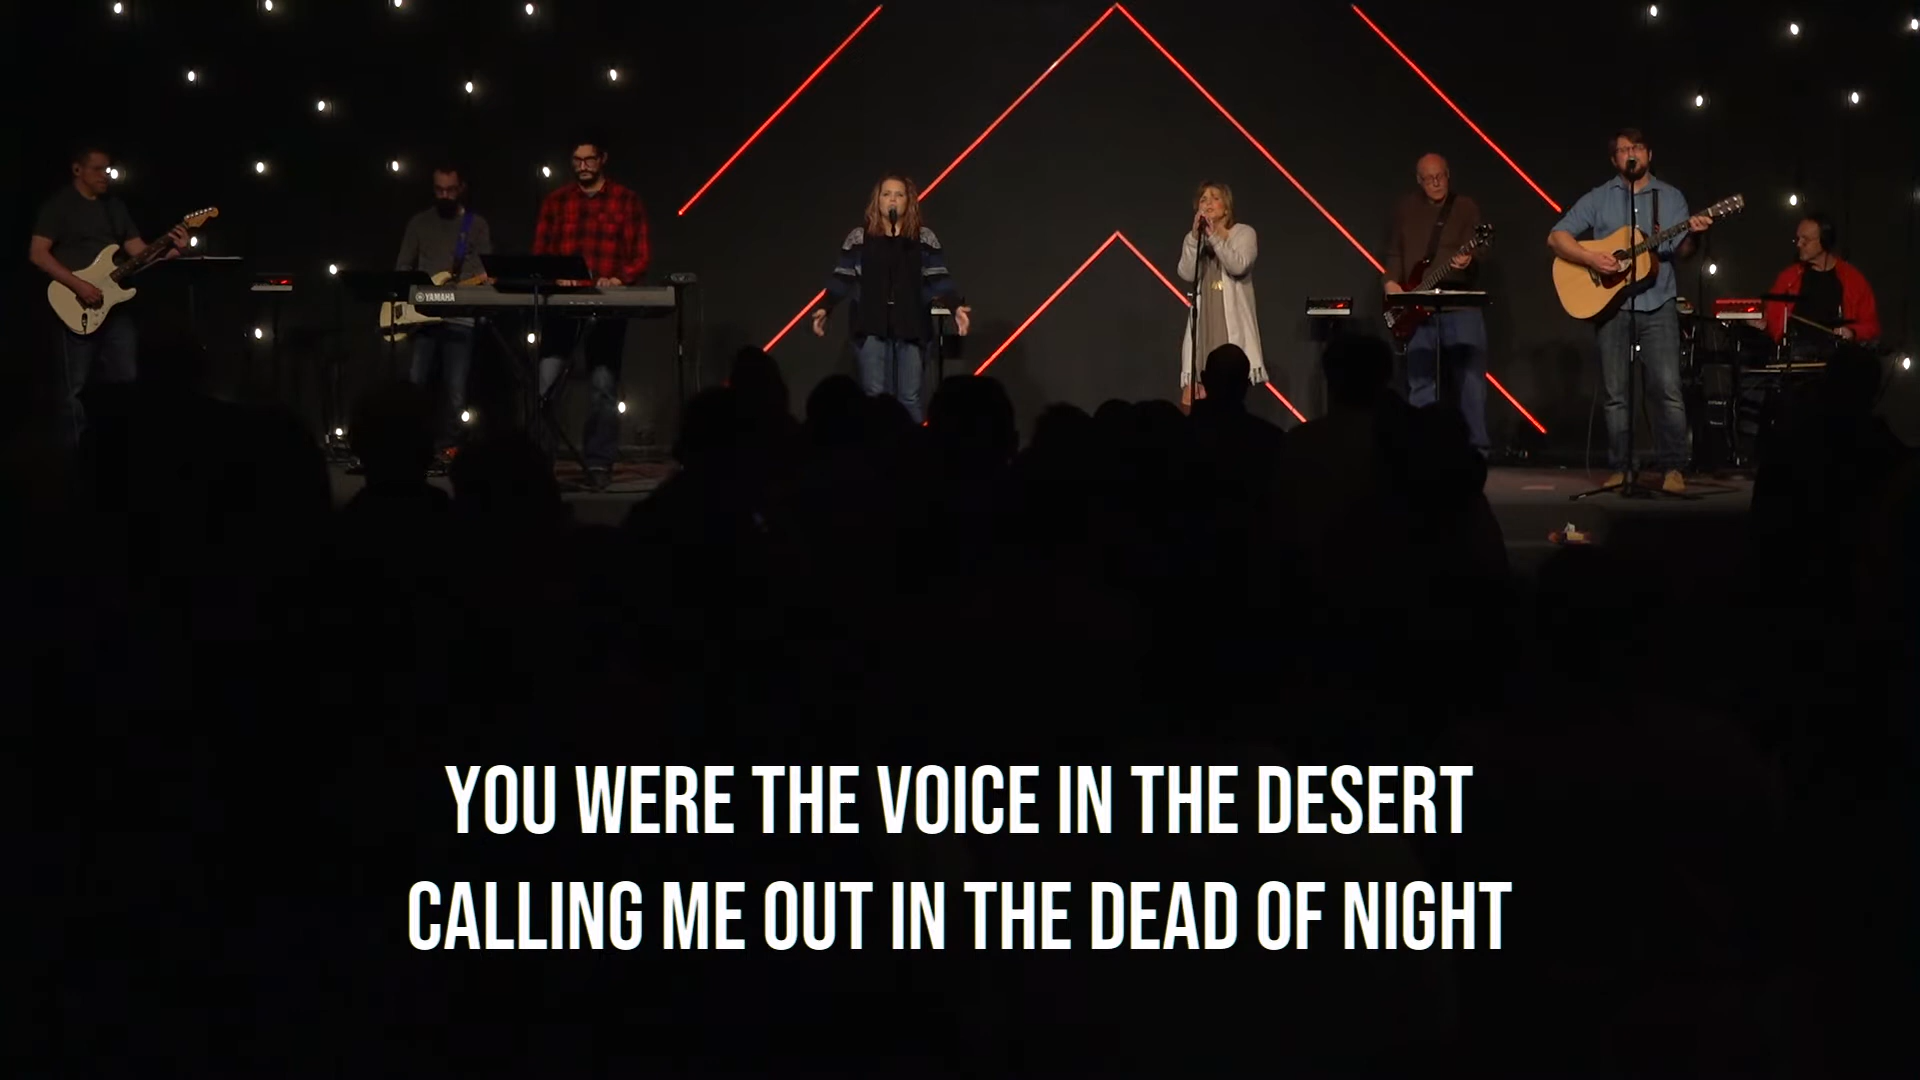 YAMAHA
YOU WERE THE VOICE IN THE DESERT
CALLING ME OUT IN THE DEAD OF NIGHT